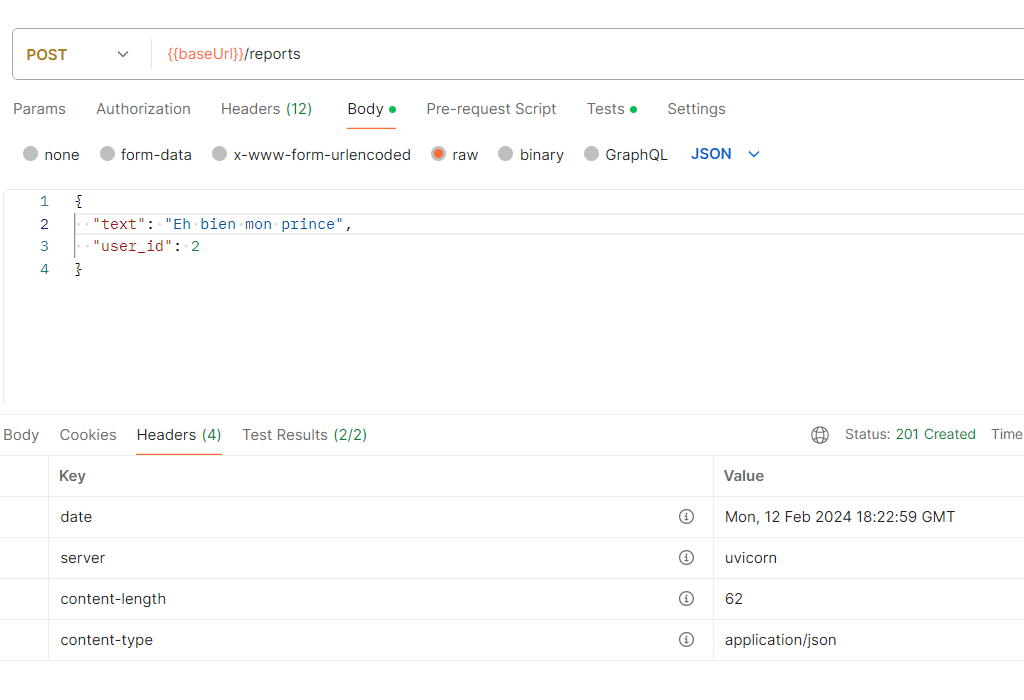 POST {{baseUrl}}/reports
Params Authorization Headers (12) Body Pre-request Script Tests Settings
none form-data x-www-form-urlencoded raw binary GraphQL JSON
1 {
2 "text": "Eh bien mon prince",
3 "user_id": 2
4 }
Body Cookies Headers (4) Test Results (2/2) Status: 201 Created Time
Key Value
date Mon, 12 Feb 2024 18:22:59 GMT
server uvicorn
content-length 62
content-type application/json